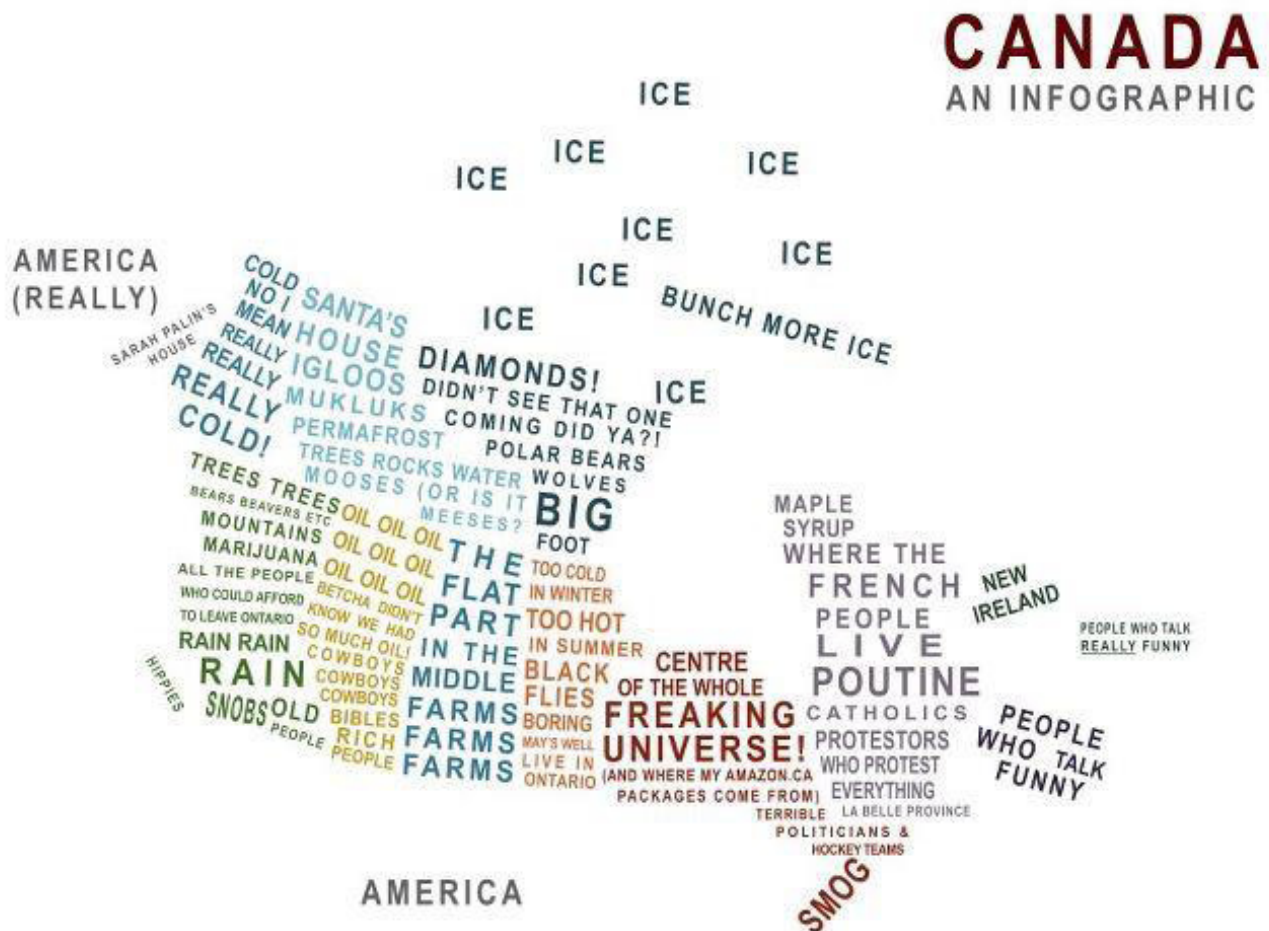 CANADA
AN INFOGRAPHIC
ICE
ICE
ICE
ICE
ICE
ICE
ICE
BUNCH MORE ICE
ICE
ICE
AMERICA
(REALLY)
SARAH PALIN'S
HOUSE
COLD
NO I
MEAN
REALLY
REALLY
REALLY
COLD!
SANTA'S
HOUSE
IGLOOS
MUKLUKS
PERMAFROST
TREES ROCKS WATER
MOOSES (OR IS IT
MEESES?
DIAMONDS!
DIDN'T SEE THAT ONE
COMING DID YA?!
POLAR BEARS
WOLVES
BIG
FOOT
TREES TREES
BEARS BEAVERS ETC
MOUNTAINS
MARIJUANA
ALL THE PEOPLE
WHO COULD AFFORD
TO LEAVE ONTARIO
RAIN RAIN
RAIN
HIPPIES
SNOBS OLD
PEOPLE
OIL OIL OIL
OIL OIL OIL
OIL OIL OIL
BETCHA DIDN'T
KNOW WE HAD
SO MUCH OIL!
COWBOYS
COWBOYS
COWBOYS
BIBLES
RICH
PEOPLE
THE
FLAT
PART
IN THE
MIDDLE
FARMS
FARMS
FARMS
TOO COLD
IN WINTER
TOO HOT
IN SUMMER
BLACK
FLIES
BORING
MAY'S WELL
LIVE IN
ONTARIO
CENTRE
OF THE WHOLE
FREAKING
UNIVERSE!
(AND WHERE MY AMAZON.CA
PACKAGES COME FROM)
TERRIBLE
POLITICIANS &
HOCKEY TEAMS
SMOG
MAPLE
SYRUP
WHERE THE
FRENCH
PEOPLE
LIVE
POUTINE
CATHOLICS
PROTESTORS
WHO PROTEST
EVERYTHING
LA BELLE PROVINCE
NEW
IRELAND
PEOPLE WHO TALK
REALLY FUNNY
PEOPLE
WHO TALK
FUNNY
AMERICA